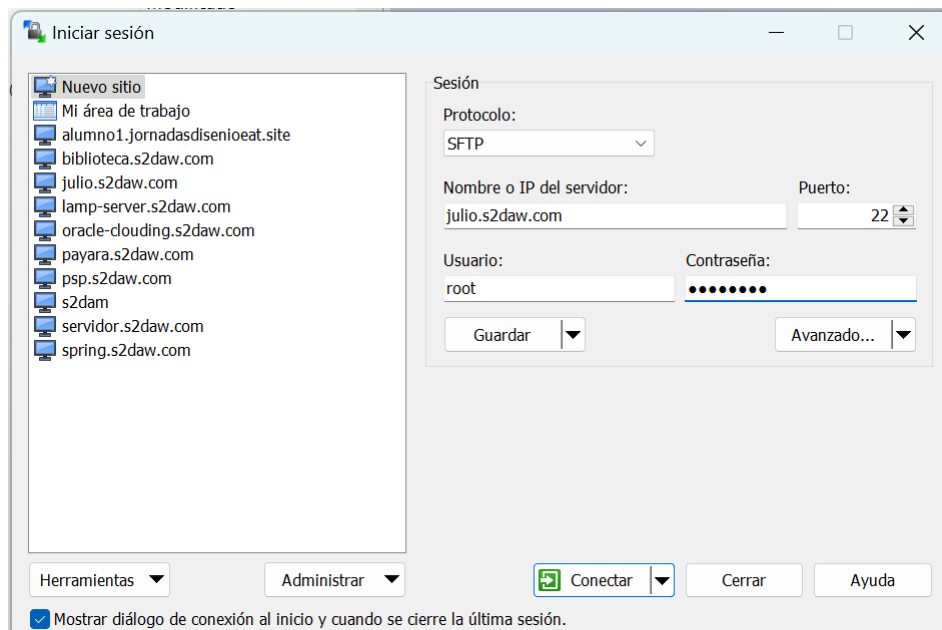 Iniciar sesión
Nuevo sitio
Mi área de trabajo
alumno1.jornadasdisenioeat.site
biblioteca.s2daw.com
julio.s2daw.com
lamp-server.s2daw.com
oracle-clouding.s2daw.com
payara.s2daw.com
psp.s2daw.com
s2dam
servidor.s2daw.com
spring.s2daw.com
Sesión
Protocolo:
SFTP
Nombre o IP del servidor: Puerto:
julio.s2daw.com 22
Usuario: Contraseña:
root ••••••••
Guardar Avanzado...
Herramientas Administrar Conectar Cerrar Ayuda
Mostrar diálogo de conexión al inicio y cuando se cierre la última sesión.